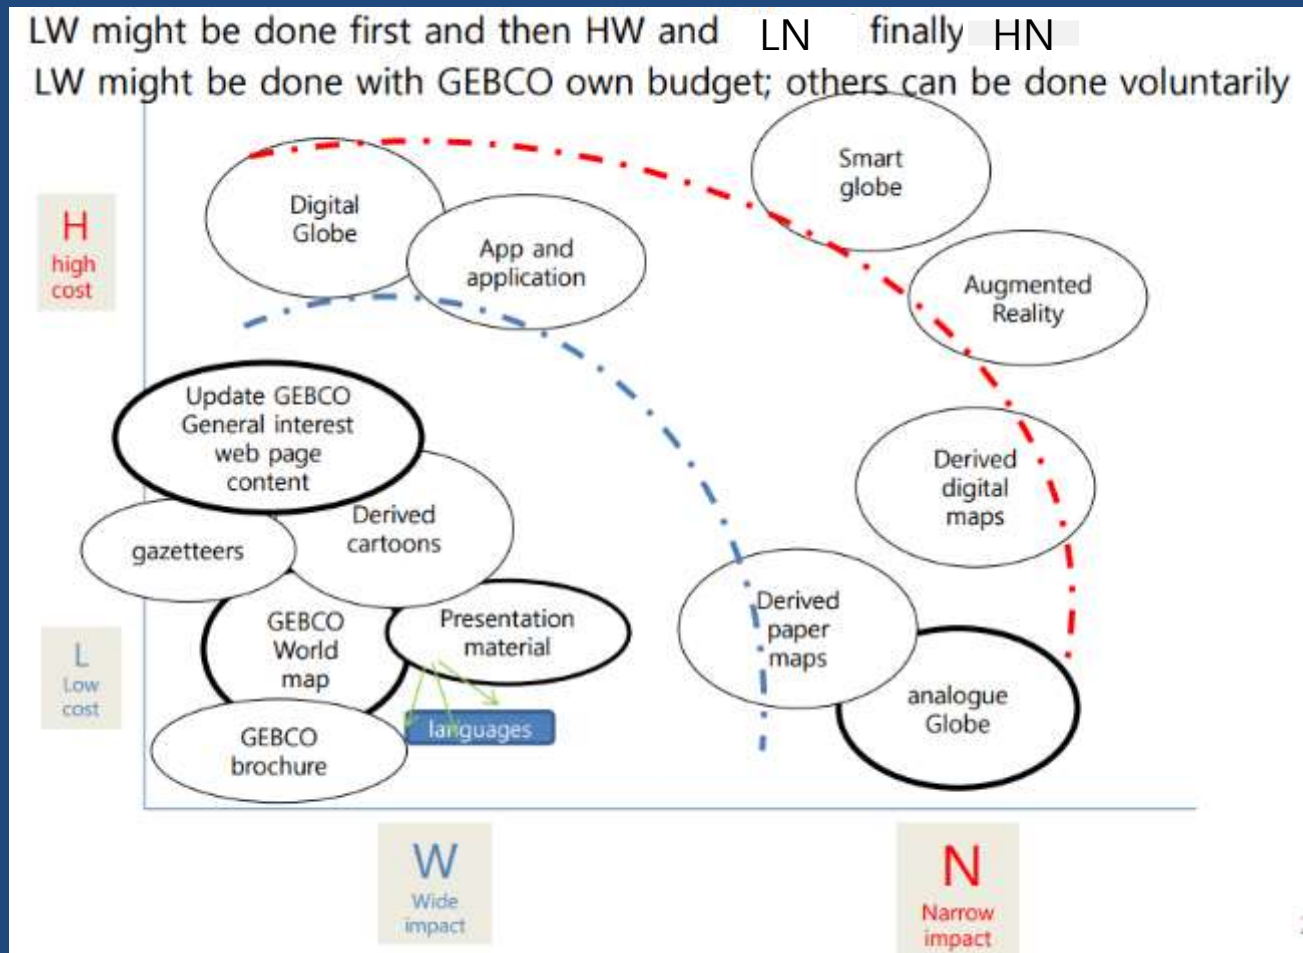 LW might be done first and then HW and LN finally HN
LW might be done with GEBCO own budget; others can be done voluntarily
Smart
globe
Digital
Globe
H
high
cost
App and
application
Augmented
Reality
Update GEBCO
General interest
web page
content
Derived
digital
maps
Derived
cartoons
gazetteers
GEBCO
World
map
Presentation
material
Derived
paper
maps
L
Low
cost
analogue
Globe
languages
GEBCO
brochure
W
Wide
impact
N
Narrow
impact